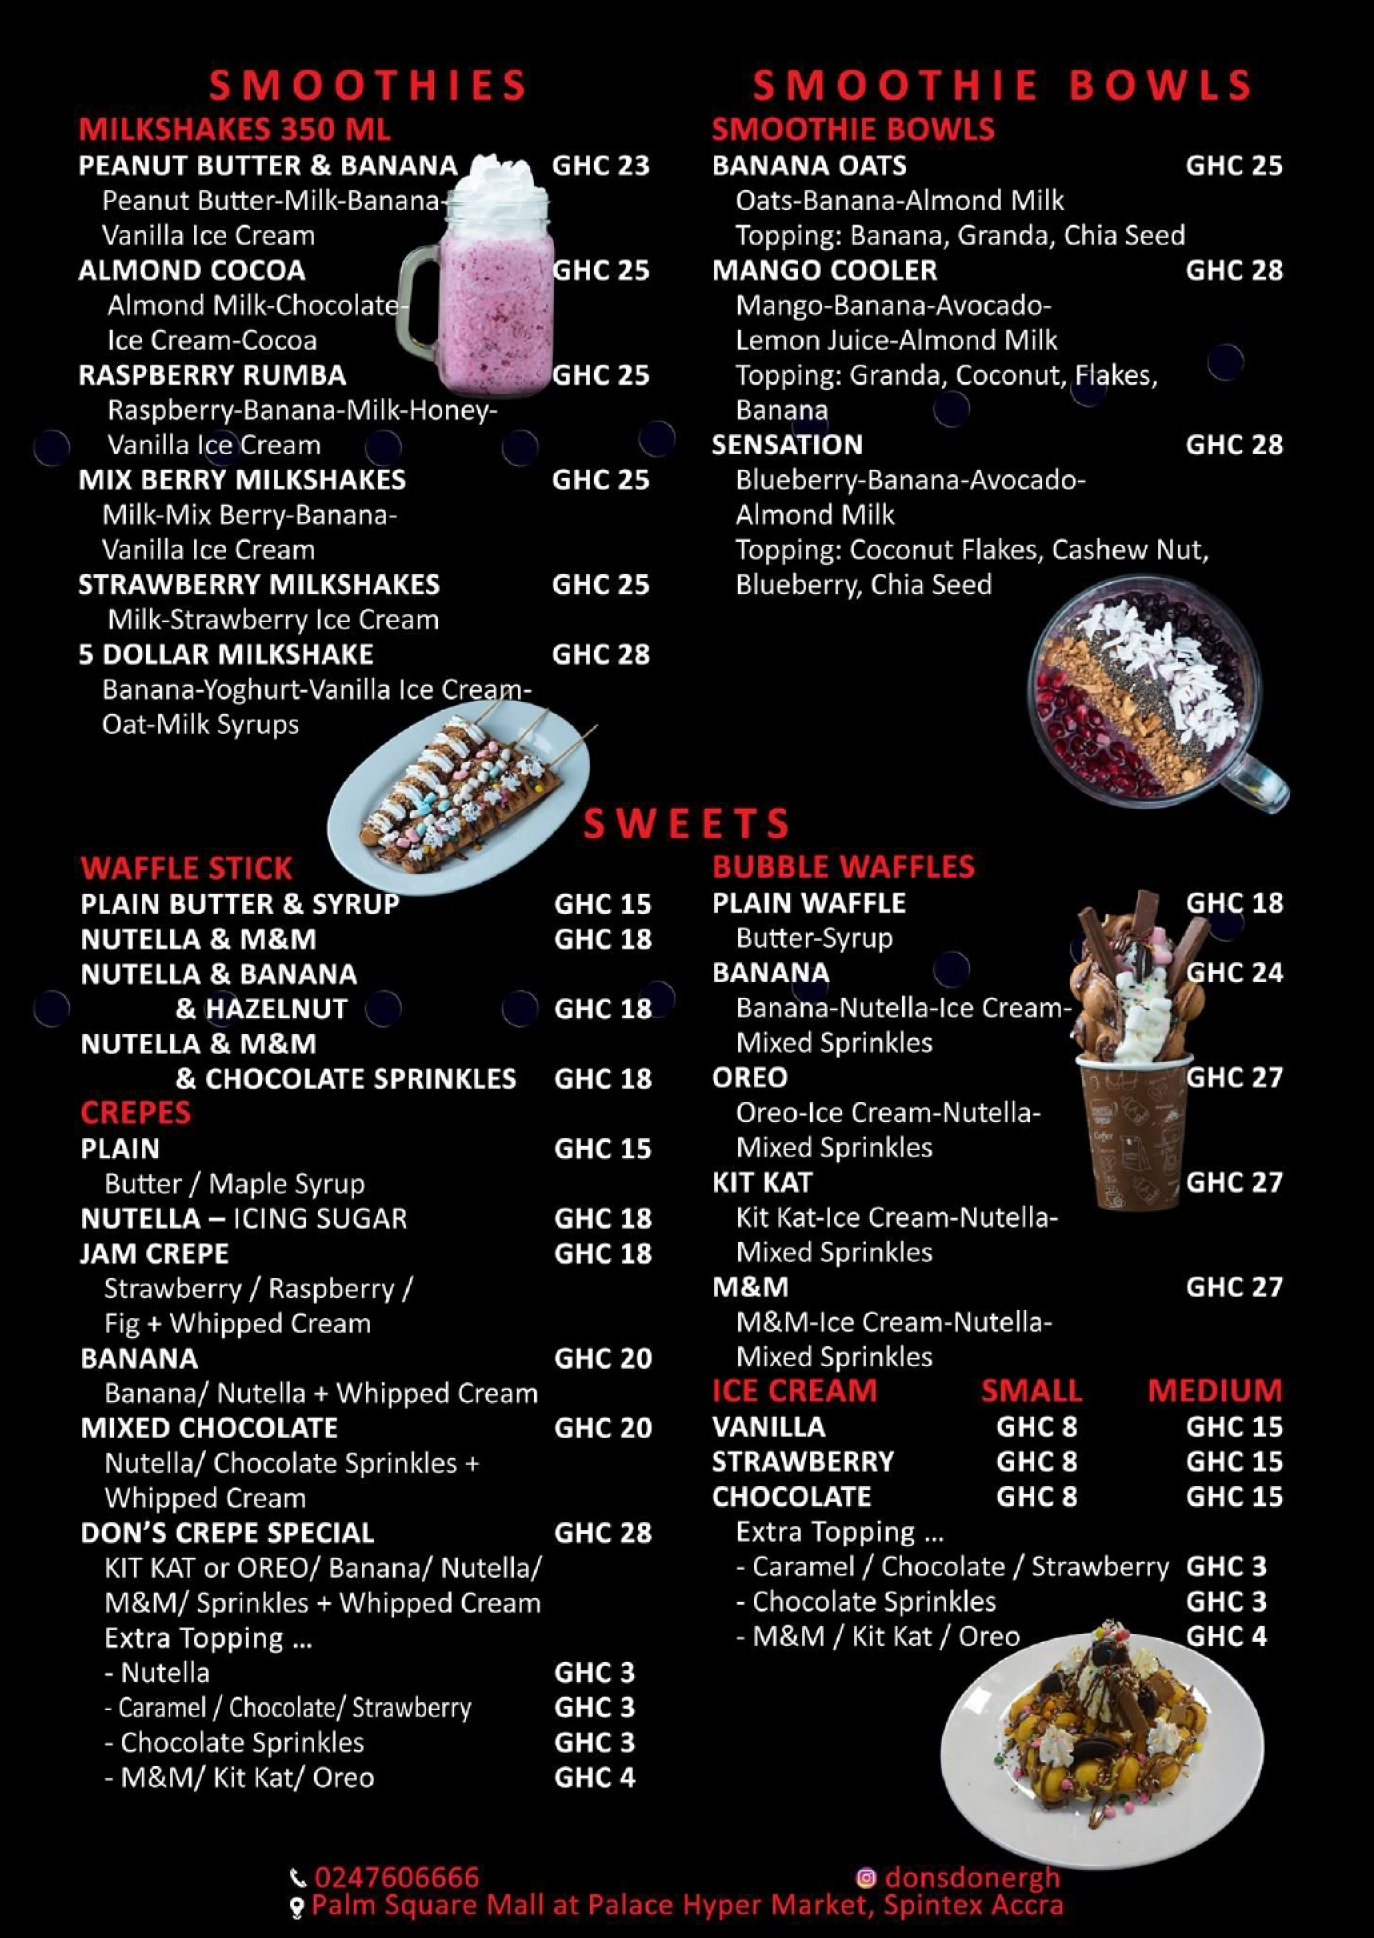 SMOOTHIES
MILKSHAKES 350 ML
PEANUT BUTTER & BANANA GHC 23
Peanut Butter-Milk-Banana-
Vanilla Ice Cream
ALMOND COCOA GHC 25
Almond Milk-Chocolate-
Ice Cream-Cocoa
RASPBERRY RUMBA GHC 25
Raspberry-Banana-Milk-Honey-
Vanilla Ice Cream
MIX BERRY MILKSHAKES GHC 25
Milk-Mix Berry-Banana-
Vanilla Ice Cream
STRAWBERRY MILKSHAKES GHC 25
Milk-Strawberry Ice Cream
5 DOLLAR MILKSHAKE GHC 28
Banana-Yoghurt-Vanilla Ice Cream-
Oat-Milk Syrups
SMOOTHIE BOWLS
SMOOTHIE BOWLS
BANANA OATS GHC 25
Oats-Banana-Almond Milk
Topping: Banana, Granda, Chia Seed
MANGO COOLER GHC 28
Mango-Banana-Avocado-
Lemon Juice-Almond Milk
Topping: Granda, Coconut, Flakes,
Banana
SENSATION GHC 28
Blueberry-Banana-Avocado-
Almond Milk
Topping: Coconut Flakes, Cashew Nut,
Blueberry, Chia Seed
SWEETS
WAFFLE STICK
PLAIN BUTTER & SYRUP GHC 15
NUTELLA & M&M GHC 18
NUTELLA & BANANA
& HAZELNUT GHC 18
NUTELLA & M&M
& CHOCOLATE SPRINKLES GHC 18
CREPES
PLAIN GHC 15
Butter / Maple Syrup
NUTELLA – ICING SUGAR GHC 18
JAM CREPE GHC 18
Strawberry / Raspberry /
Fig + Whipped Cream
BANANA GHC 20
Banana/ Nutella + Whipped Cream
MIXED CHOCOLATE GHC 20
Nutella/ Chocolate Sprinkles +
Whipped Cream
DON'S CREPE SPECIAL GHC 28
KIT KAT or OREO/ Banana/ Nutella/
M&M/ Sprinkles + Whipped Cream
Extra Topping ...
- Nutella GHC 3
- Caramel / Chocolate/ Strawberry GHC 3
- Chocolate Sprinkles GHC 3
- M&M/ Kit Kat/ Oreo GHC 4
BUBBLE WAFFLES
PLAIN WAFFLE GHC 18
Butter-Syrup
BANANA GHC 24
Banana-Nutella-Ice Cream-
Mixed Sprinkles
OREO GHC 27
Oreo-Ice Cream-Nutella-
Mixed Sprinkles
KIT KAT GHC 27
Kit Kat-Ice Cream-Nutella-
Mixed Sprinkles
M&M GHC 27
M&M-Ice Cream-Nutella-
Mixed Sprinkles
ICE CREAM SMALL MEDIUM
VANILLA GHC 8 GHC 15
STRAWBERRY GHC 8 GHC 15
CHOCOLATE GHC 8 GHC 15
Extra Topping ...
- Caramel / Chocolate / Strawberry GHC 3
- Chocolate Sprinkles GHC 3
- M&M / Kit Kat / Oreo GHC 4
Coffee
0247606666 donsdonergh
Palm Square Mall at Palace Hyper Market, Spintex Accra